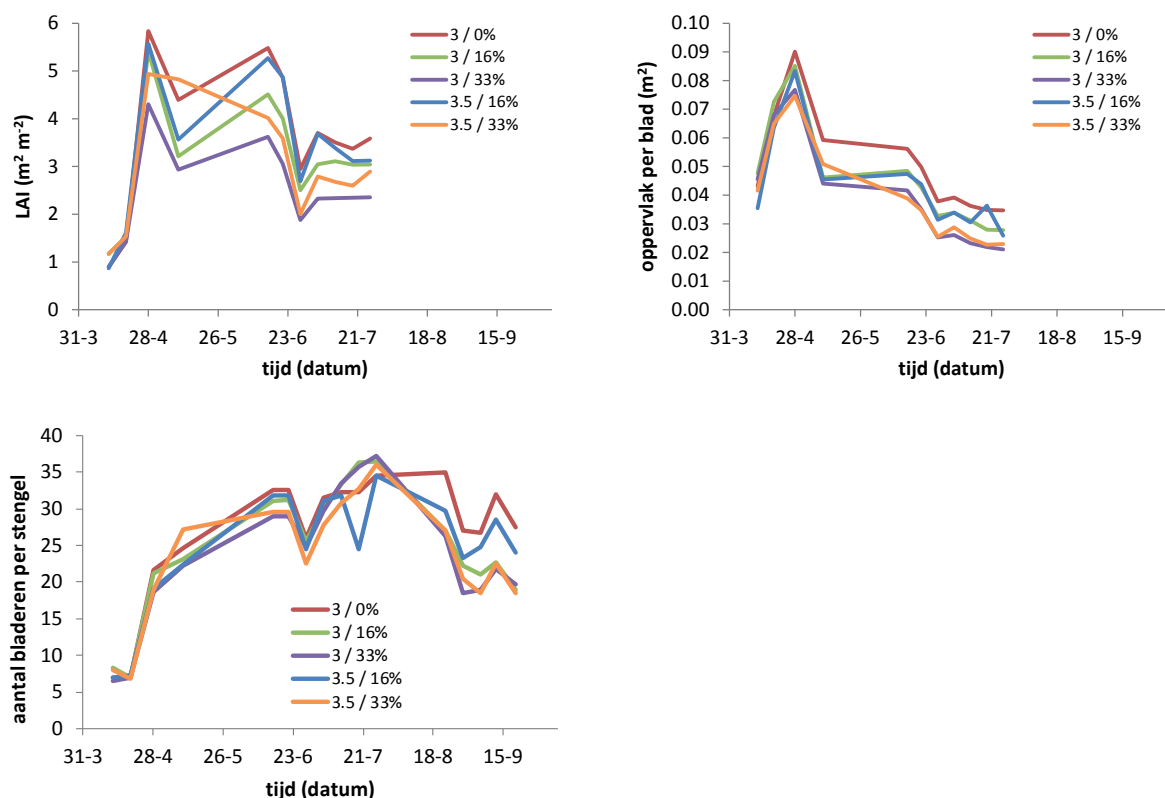 LAI (m² m⁻²)
6
5
4
3
2
1
0
31-3 28-4 26-5 23-6 21-7 18-8 15-9
tijd (datum)
3 / 0%
3 / 16%
3 / 33%
3.5 / 16%
3.5 / 33%
oppervlak per blad (m²)
0.10
0.09
0.08
0.07
0.06
0.05
0.04
0.03
0.02
0.01
0.00
31-3 28-4 26-5 23-6 21-7 18-8 15-9
tijd (datum)
3 / 0%
3 / 16%
3 / 33%
3.5 / 16%
3.5 / 33%
aantal bladeren per stengel
40
35
30
25
20
15
10
5
0
31-3 28-4 26-5 23-6 21-7 18-8 15-9
tijd (datum)
3 / 0%
3 / 16%
3 / 33%
3.5 / 16%
3.5 / 33%